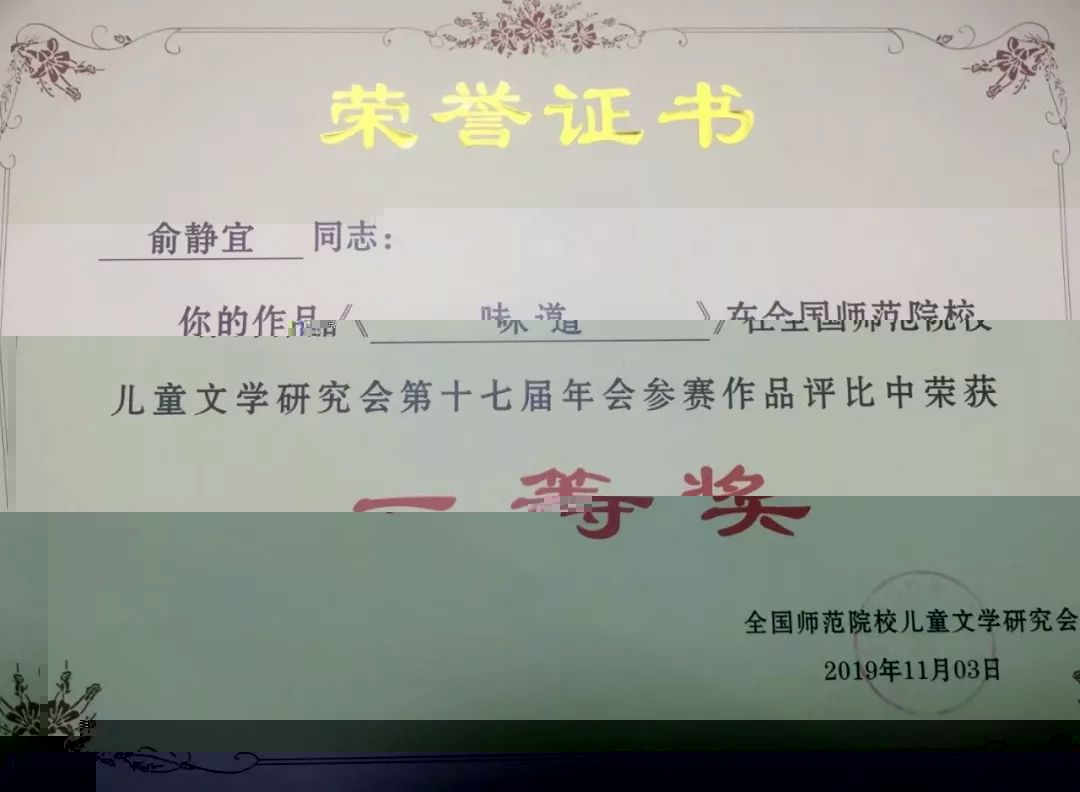 荣誉证书
俞静宜 同志：
你的作品《 味道 》在全国师范院校
儿童文学研究会第十七届年会参赛作品评比中荣获
一等奖
全国师范院校儿童文学研究会
2019年11月03日